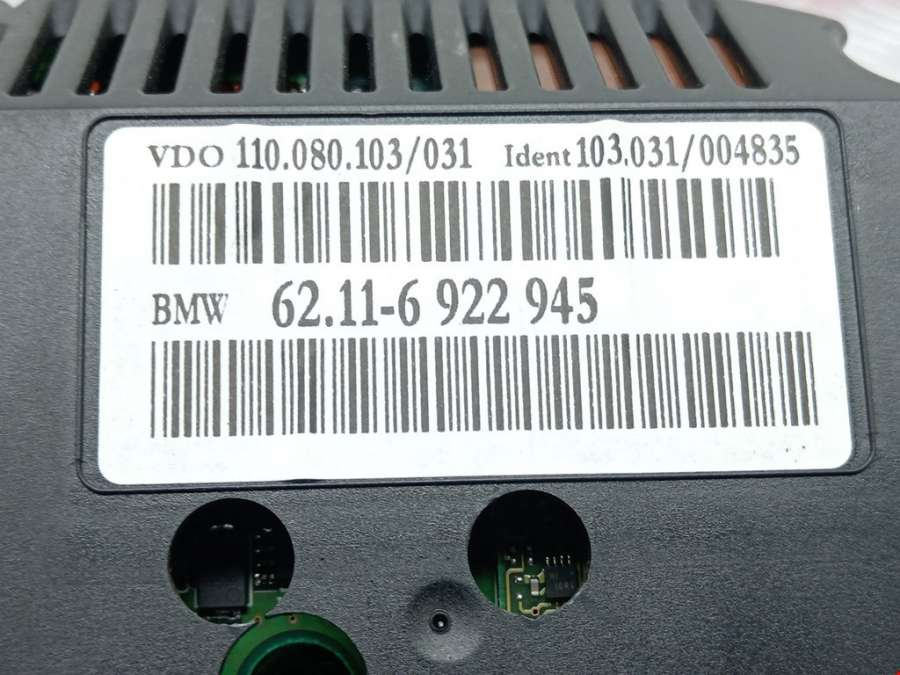 VDO 110.080.103/031 Ident 103.031/004835
BMW 62.11-6 922 945